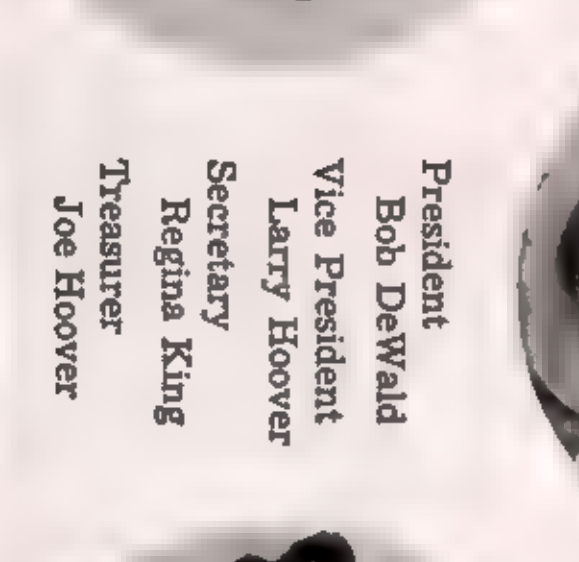 President
Bob DeWald
Vice President
Larry Hoover
Secretary
Regina King
Treasurer
Joe Hoover